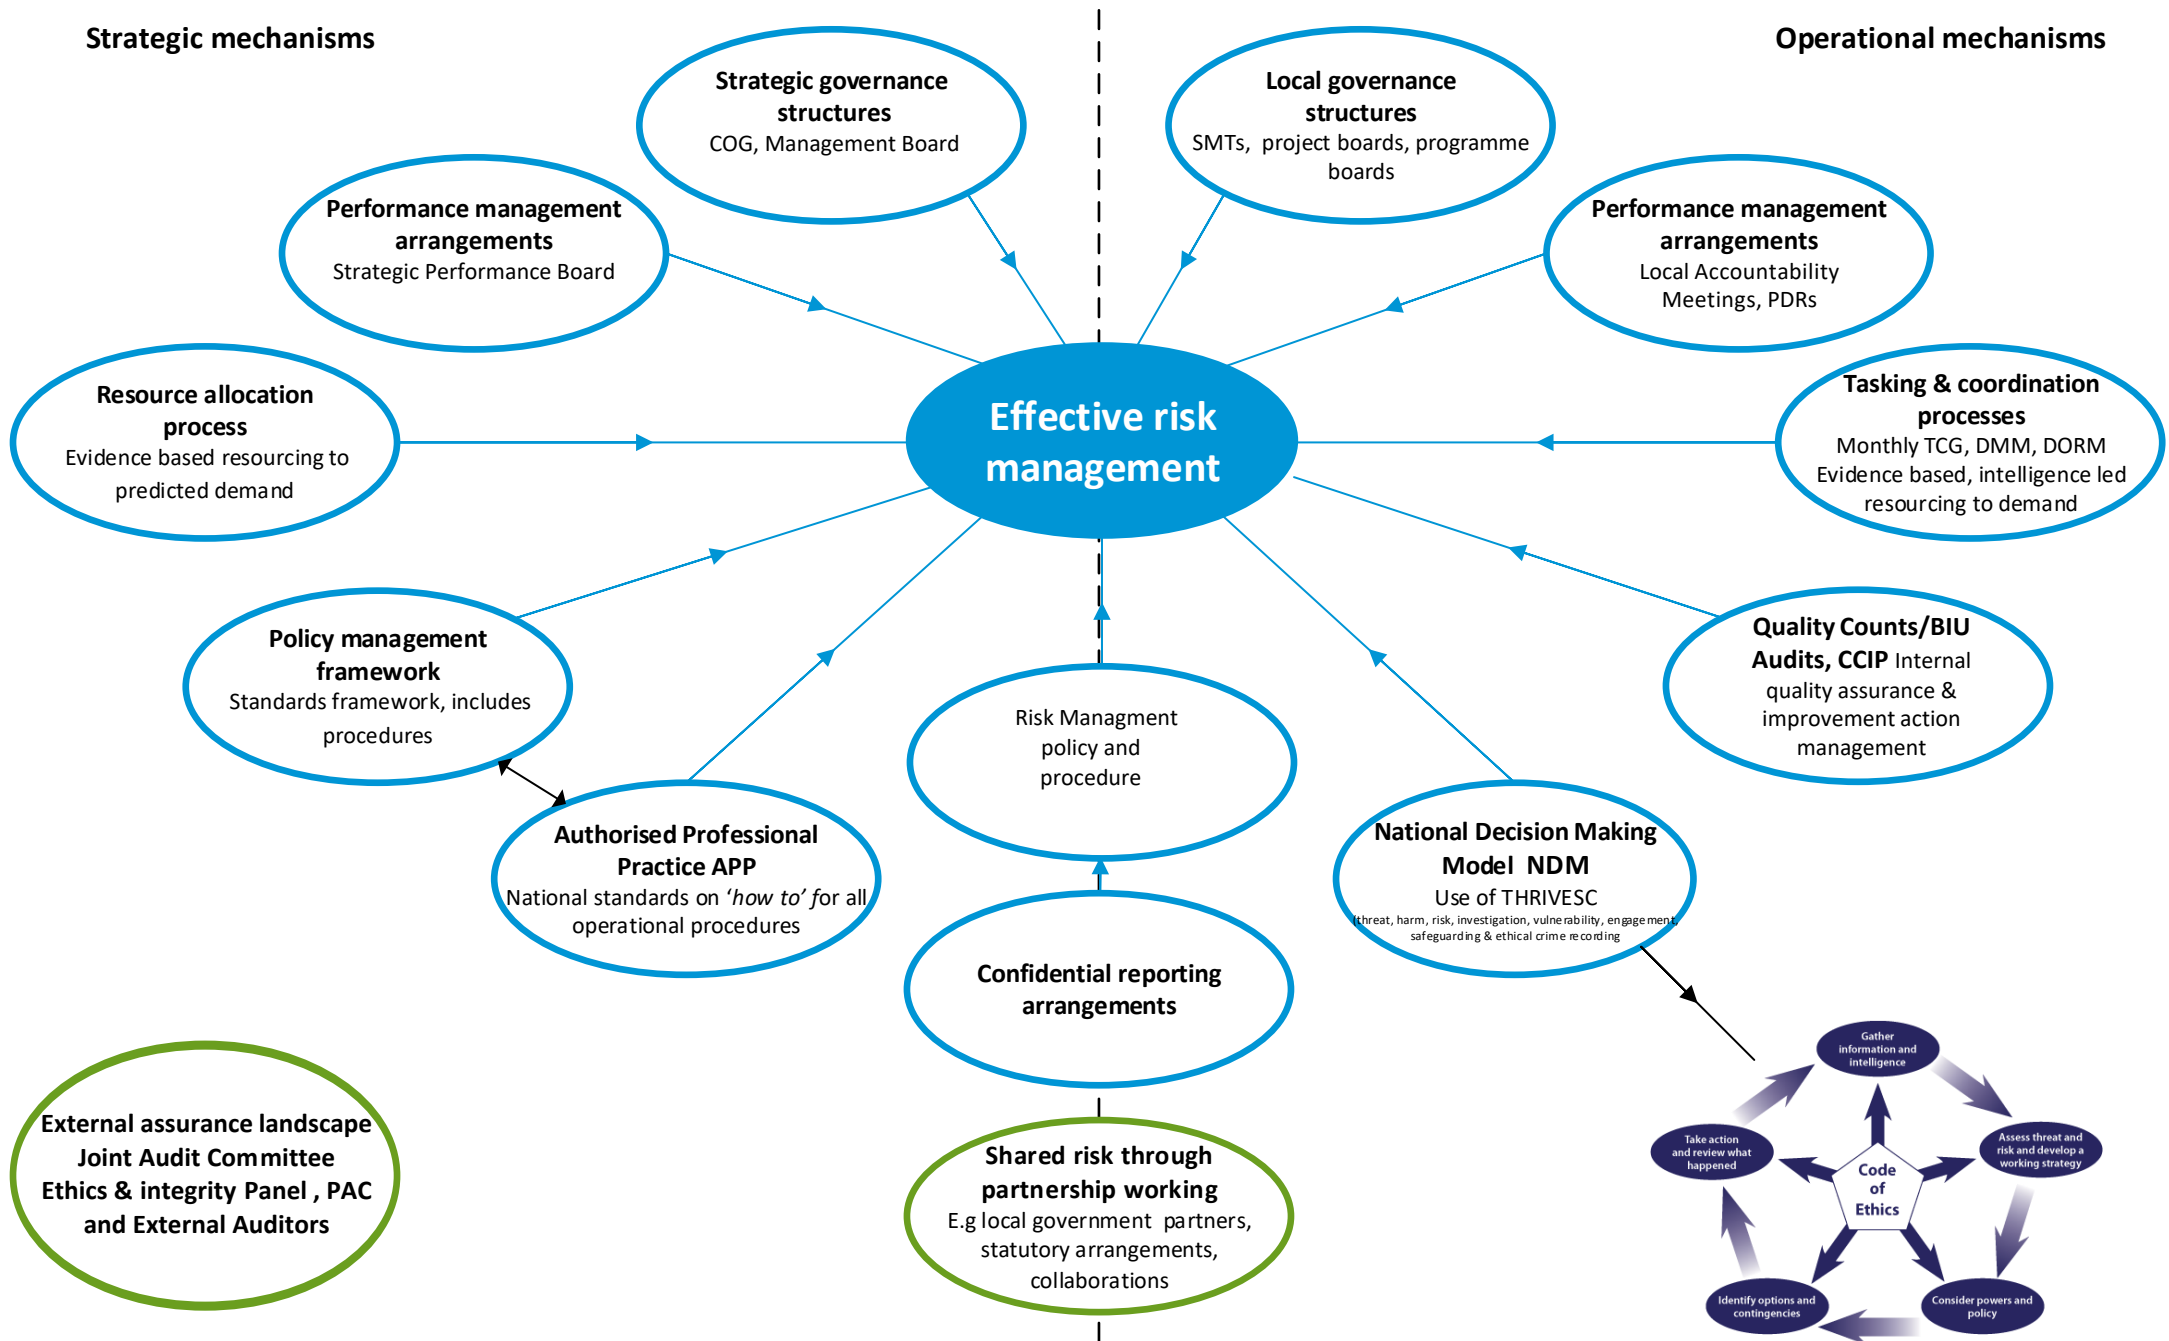 Strategic mechanisms
Operational mechanisms
Strategic governance
structures
COG, Management Board
Local governance
structures
SMTs,  project boards, programme
boards
Performance management
arrangements
Strategic Performance Board
Performance management
arrangements
Local Accountability
Meetings, PDRs
Resource allocation
process
Evidence based resourcing to
predicted demand
Effective risk
management
Tasking & coordination
processes
Monthly TCG, DMM, DORM
Evidence based, intelligence led
resourcing to demand
Policy management
framework
Standards framework, includes
procedures
Quality Counts/BIU
Audits, CCIP Internal
quality assurance &
improvement action
management
Risk Managment
policy and
procedure
Authorised Professional
Practice APP
National standards on ‘how to’ for all
operational procedures
National Decision Making
Model  NDM
Use of THRIVESC
(threat, harm, risk, investigation, vulnerability, engagement,
safeguarding & ethical crime recording
Confidential reporting
arrangements
External assurance landscape
Joint Audit Committee
Ethics & integrity Panel , PAC
and External Auditors
Shared risk through
partnership working
E.g local government  partners,
statutory arrangements,
collaborations
Gather
information and
intelligence
Assess threat and
risk and develop a
working strategy
Consider powers and
policy
Identify options and
contingencies
Take action
and review what
happened
Code
of
Ethics